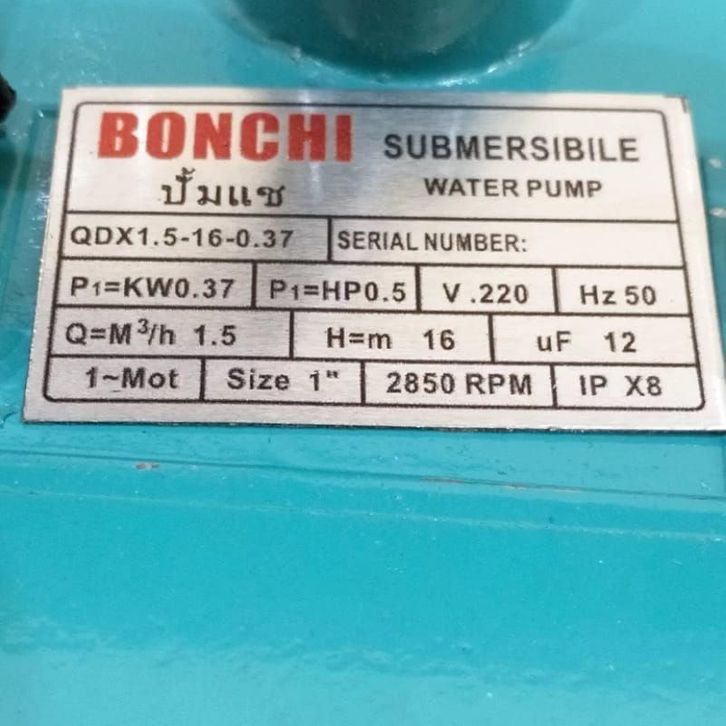 BONCHI SUBMERSIBILE
ปั้มแช WATER PUMP
QDX1.5-16-0.37 SERIAL NUMBER:
P1=KW0.37 P1=HP0.5 V.220 Hz 50
Q=M³/h 1.5 H=m 16 uF 12
1~Mot Size 1" 2850 RPM IP X8